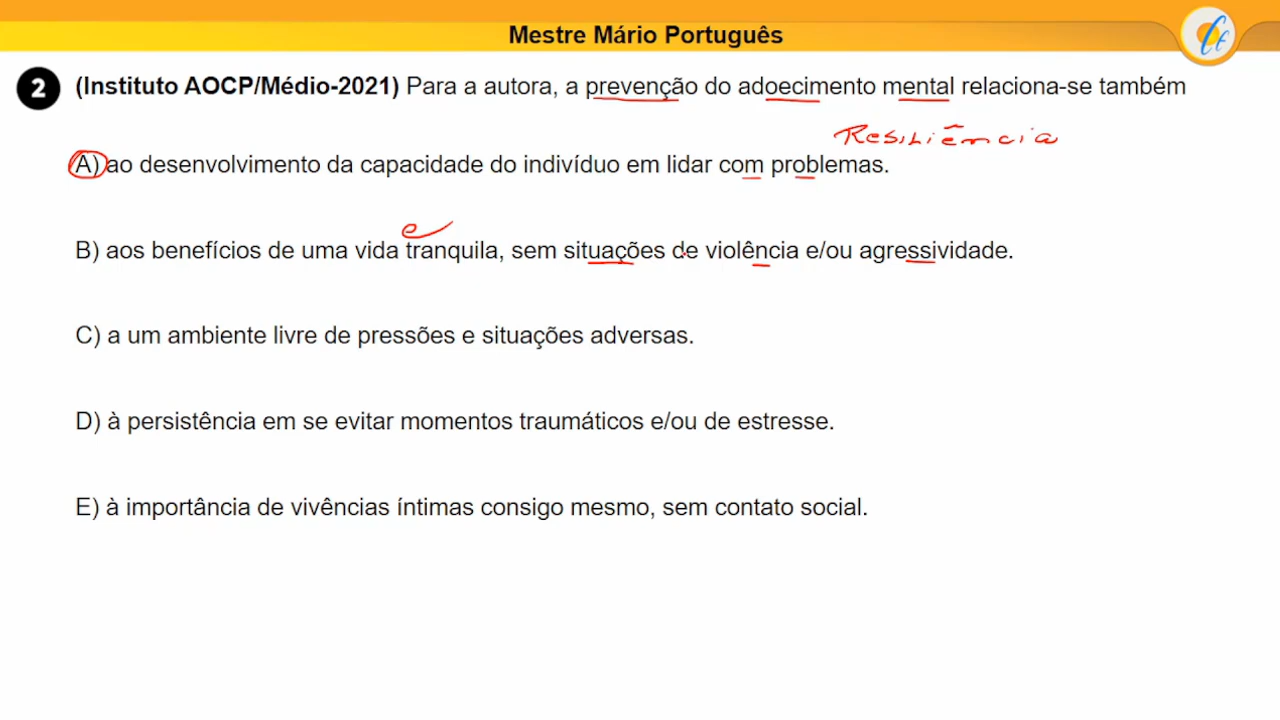 Mestre Mário Português
2 (Instituto AOCP/Médio-2021) Para a autora, a prevenção do adoecimento mental relaciona-se também
Resiliência
A) ao desenvolvimento da capacidade do indivíduo em lidar com problemas.
B) aos benefícios de uma vida tranquila, sem situações de violência e/ou agressividade.
C) a um ambiente livre de pressões e situações adversas.
D) à persistência em se evitar momentos traumáticos e/ou de estresse.
E) à importância de vivências íntimas consigo mesmo, sem contato social.